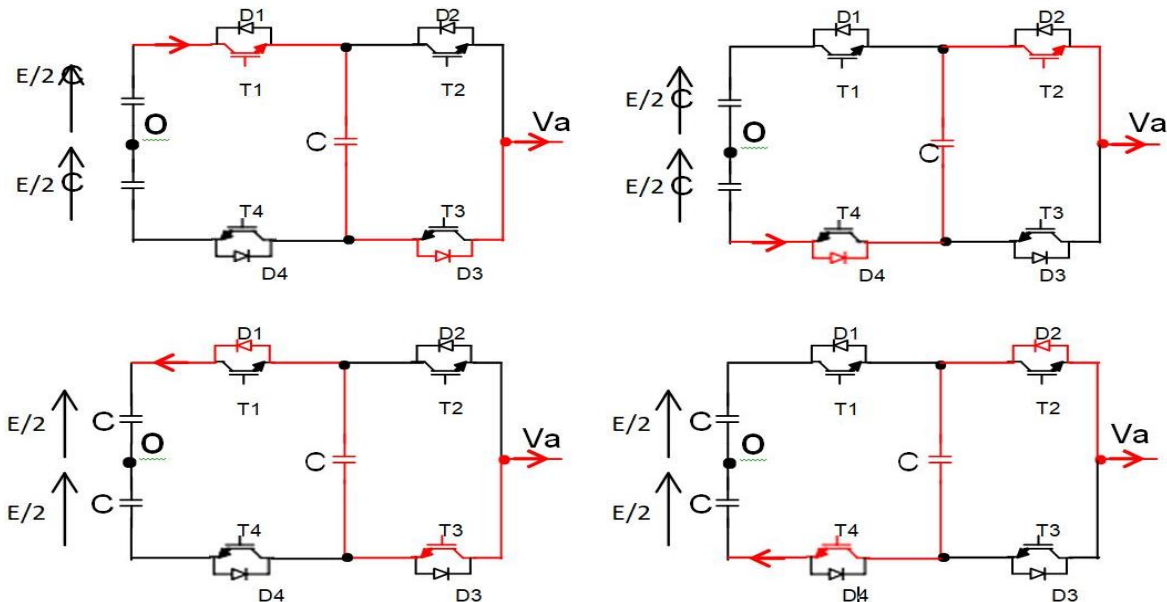 D1 D2
E/2 C T1 T2
O Va
C
E/2 C T4 T3
D4 D3
D1 D2
E/2 C T1 T2
O Va
C
E/2 C T4 T3
D4 D3
D1 D2
T1 T2
E/2 C
O Va
C
E/2 C
T4 T3
D4 D3
D1 D2
T1 T2
E/2 C
O Va
C
E/2 C
T4 T3
D4 D3